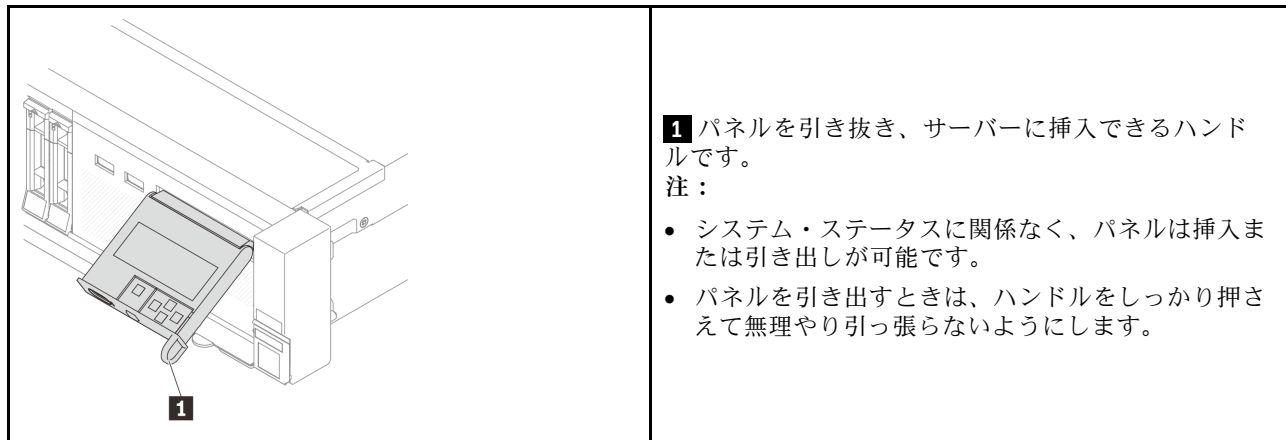 1 パネルを引き抜き、サーバーに挿入できるハンド
ルです。
注：
• システム・ステータスに関係なく、パネルは挿入ま
たは引き出しが可能です。
• パネルを引き出すときは、ハンドルをしっかり押さ
えて無理やり引っ張らないようにします。
1